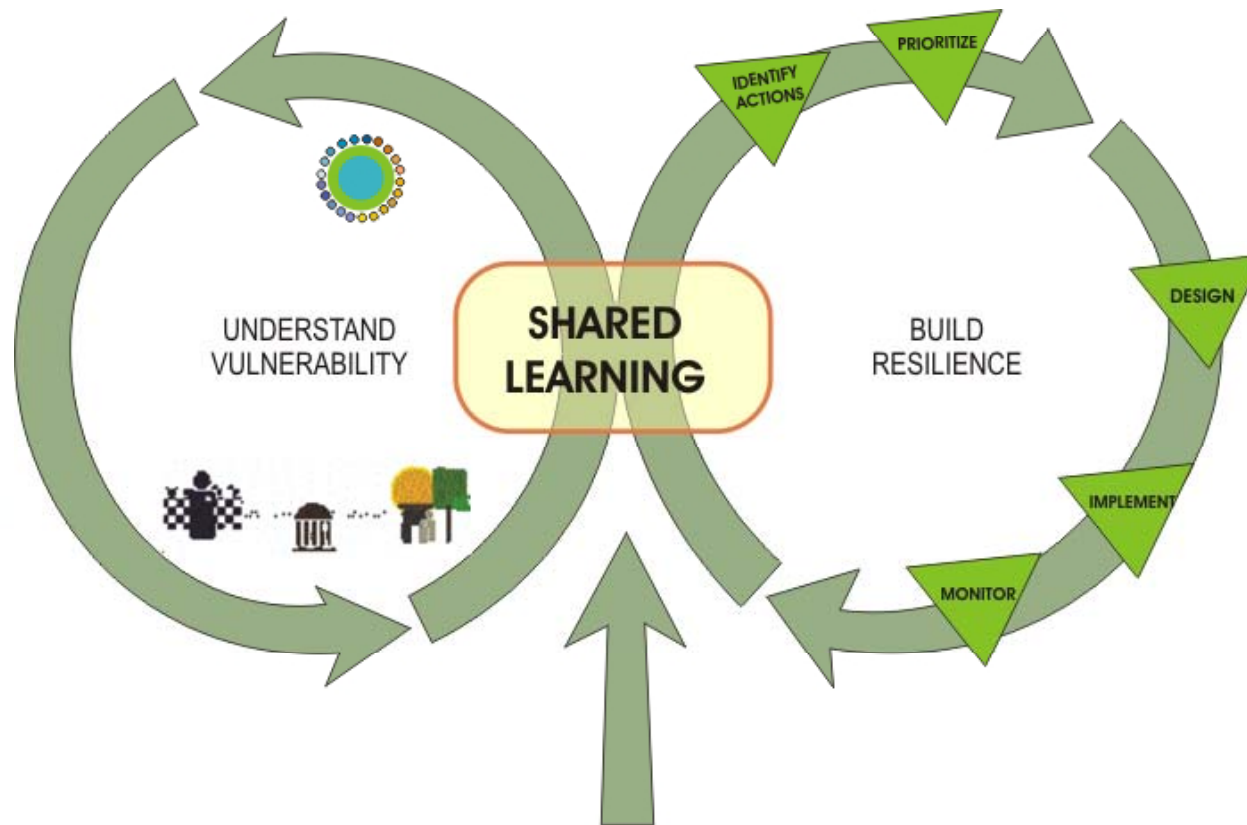 UNDERSTAND
VULNERABILITY
SHARED
LEARNING
BUILD
RESILIENCE
IDENTIFY
ACTIONS
PRIORITIZE
DESIGN
IMPLEMENT
MONITOR